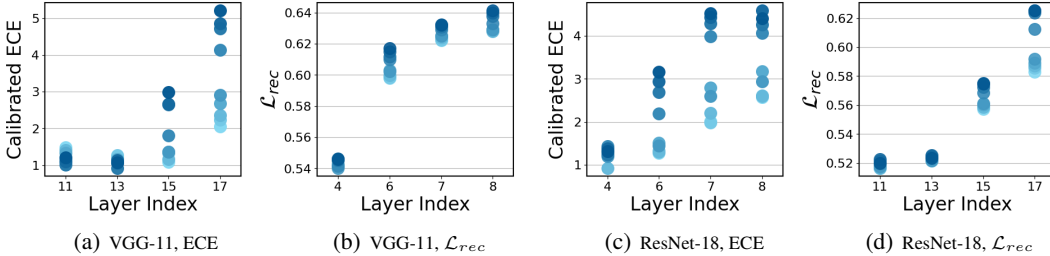 Calibrated ECE
5
4
3
2
1
11 13 15 17
Layer Index
(a) VGG-11, ECE
ℒrec
0.64
0.62
0.60
0.58
0.56
0.54
4 6 7 8
Layer Index
(b) VGG-11, ℒrec
Calibrated ECE
4
3
2
1
4 6 7 8
Layer Index
(c) ResNet-18, ECE
ℒrec
0.62
0.60
0.58
0.56
0.54
0.52
11 13 15 17
Layer Index
(d) ResNet-18, ℒrec